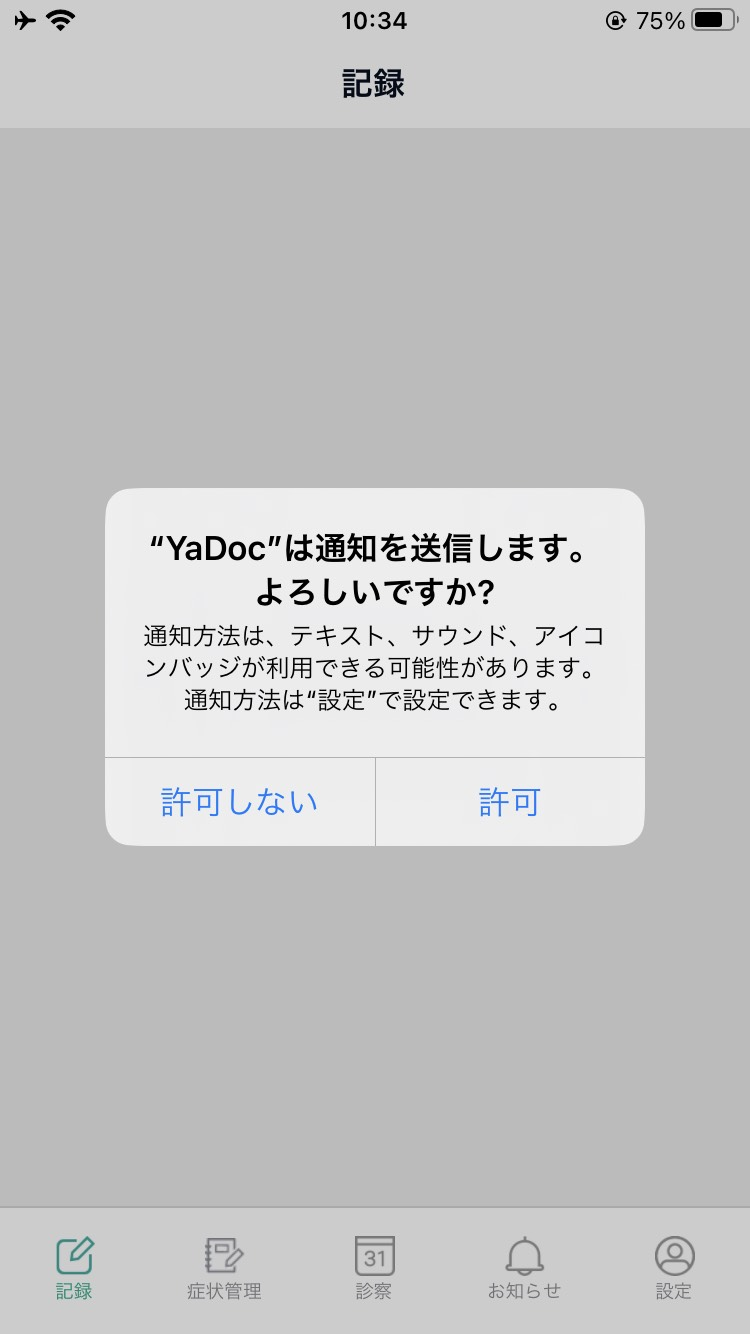 10:34
75%
記録
“YaDoc”は通知を送信します。
よろしいですか?
通知方法は、テキスト、サウンド、アイコ
ンバッジが利用できる可能性があります。
通知方法は“設定”で設定できます。
許可しない
許可
31
記録
症状管理
診察
お知らせ
設定